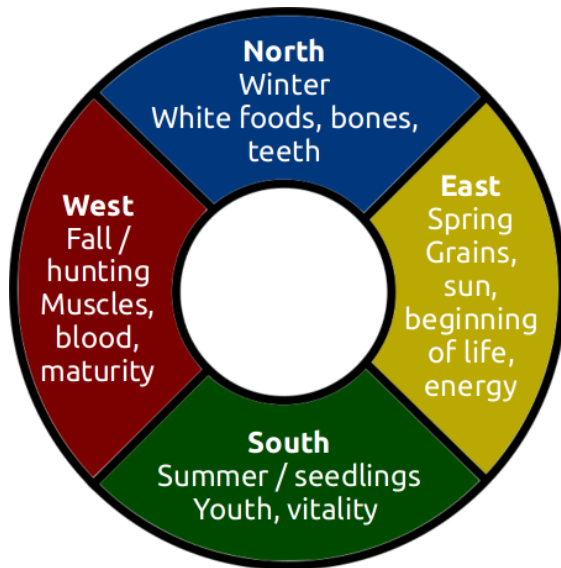 North
Winter
White foods, bones,
teeth
West
Fall /
hunting
Muscles,
blood,
maturity
East
Spring
Grains,
sun,
beginning
of life,
energy
South
Summer / seedlings
Youth, vitality